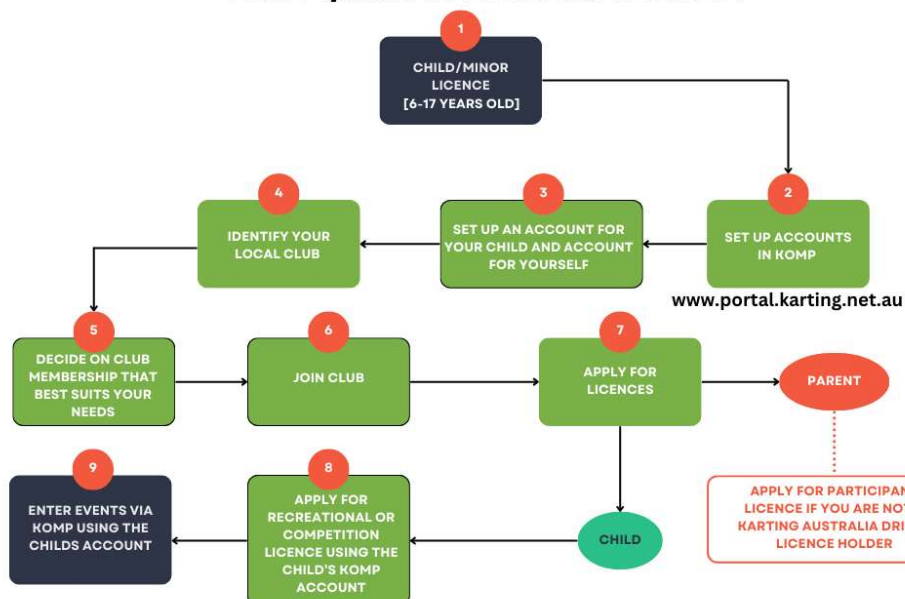 1
CHILD/MINOR
LICENCE
[6-17 YEARS OLD]
2
SET UP ACCOUNTS
IN KOMP
www.portal.karting.net.au
3
SET UP AN ACCOUNT FOR
YOUR CHILD AND ACCOUNT
FOR YOURSELF
4
IDENTIFY YOUR
LOCAL CLUB
5
DECIDE ON CLUB
MEMBERSHIP THAT
BEST SUITS YOUR
NEEDS
6
JOIN CLUB
7
APPLY FOR
LICENCES
PARENT
APPLY FOR
LICENCE IF YOU ARE
KARTING AUSTRALIA
LICENCE HOLDER
CHILD
8
APPLY FOR
RECREATIONAL OR
COMPETITION
LICENCE USING THE
CHILD'S KOMP
ACCOUNT
9
ENTER EVENTS VIA
KOMP USING THE
CHILDS ACCOUNT